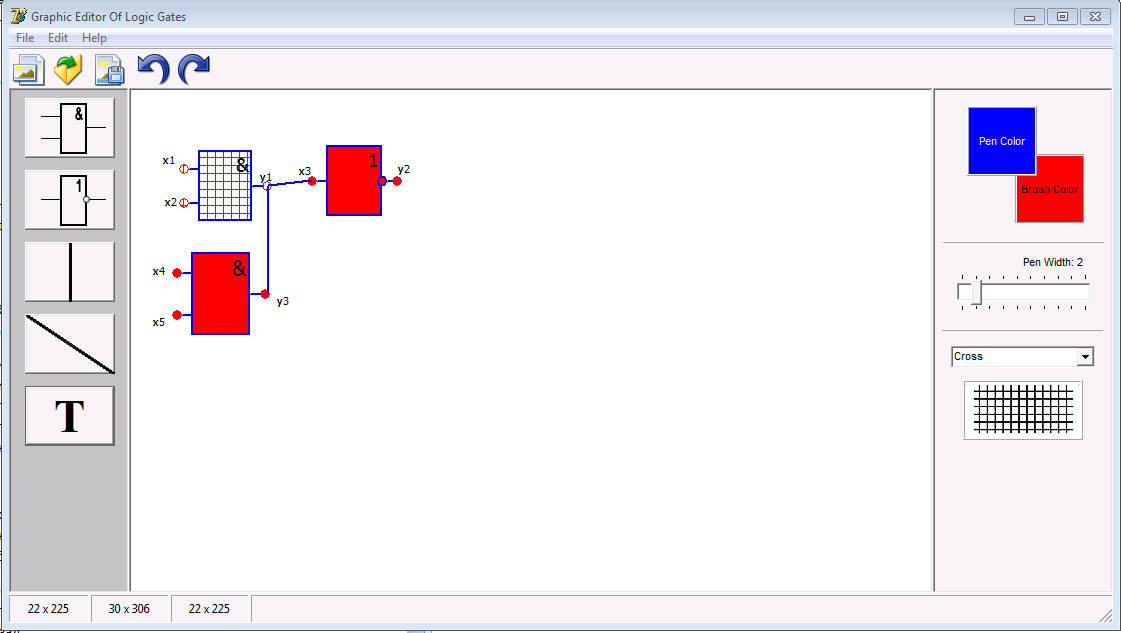 Graphic Editor Of Logic Gates
File Edit Help
&
1
T
x1
x2
&
y1
x3
1
y2
x4
x5
&
y3
Pen Color
Brush Color
Pen Width: 2
Cross
22 x 225
30 x 306
22 x 225